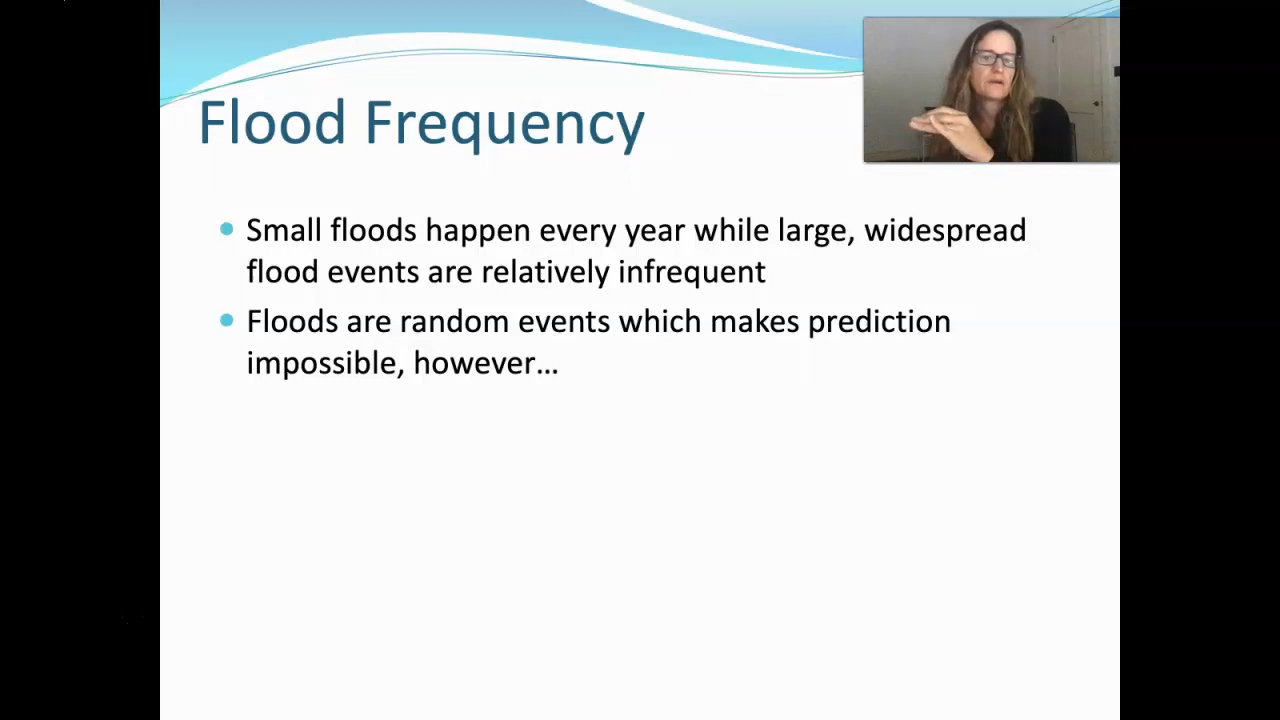 Flood Frequency
Small floods happen every year while large, widespread
flood events are relatively infrequent
Floods are random events which makes prediction
impossible, however…